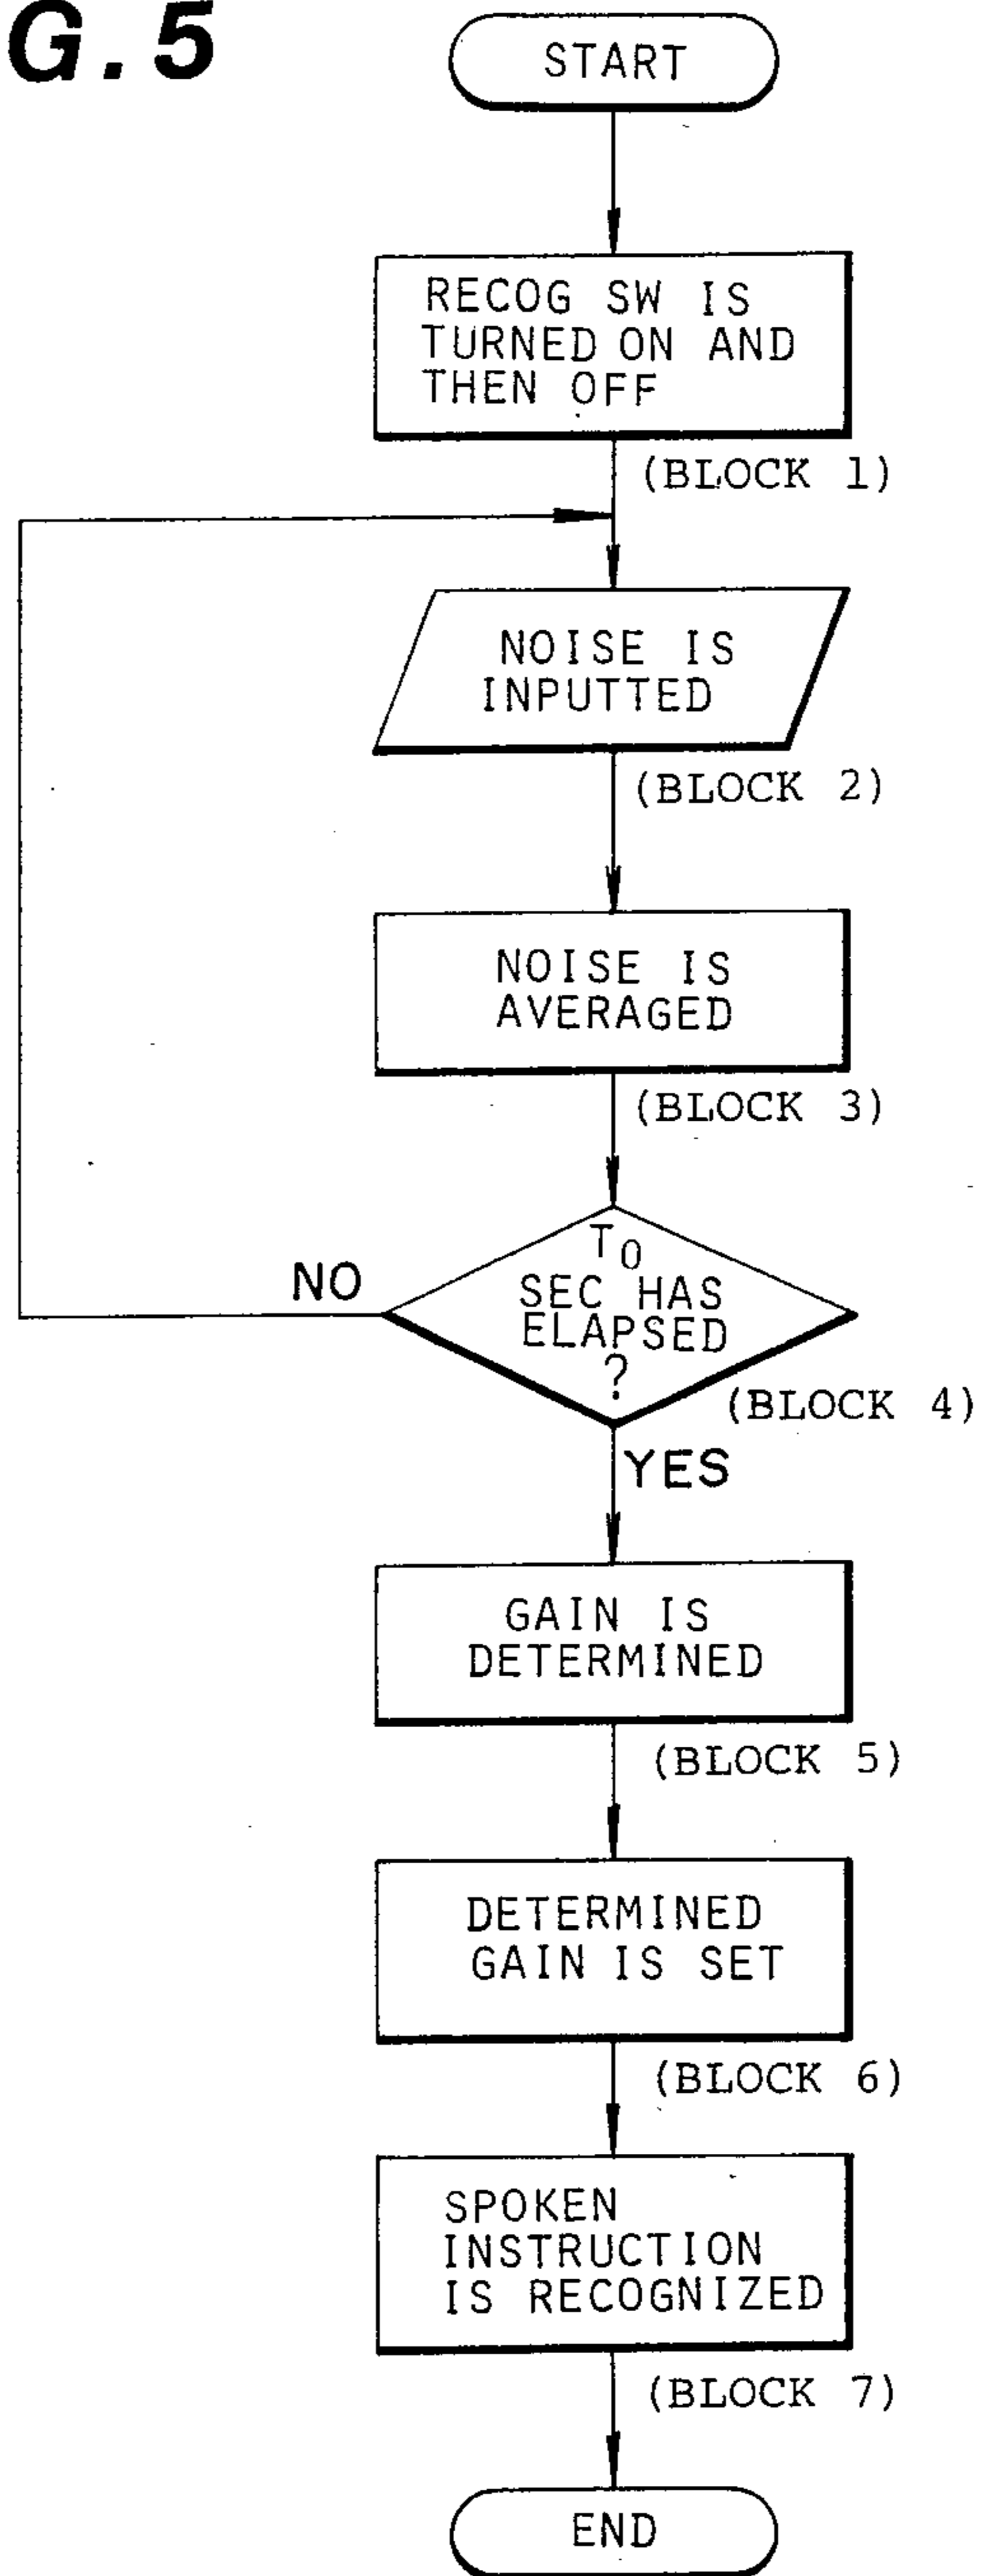 G.5
START
RECOG SW IS
TURNED ON AND
THEN OFF
(BLOCK 1)
NOISE IS
INPUTTED
(BLOCK 2)
NOISE IS
AVERAGED
(BLOCK 3)
T0
SEC HAS
ELAPSED
?
NO
(BLOCK 4)
YES
GAIN IS
DETERMINED
(BLOCK 5)
DETERMINED
GAIN IS SET
(BLOCK 6)
SPOKEN
INSTRUCTION
IS RECOGNIZED
(BLOCK 7)
END